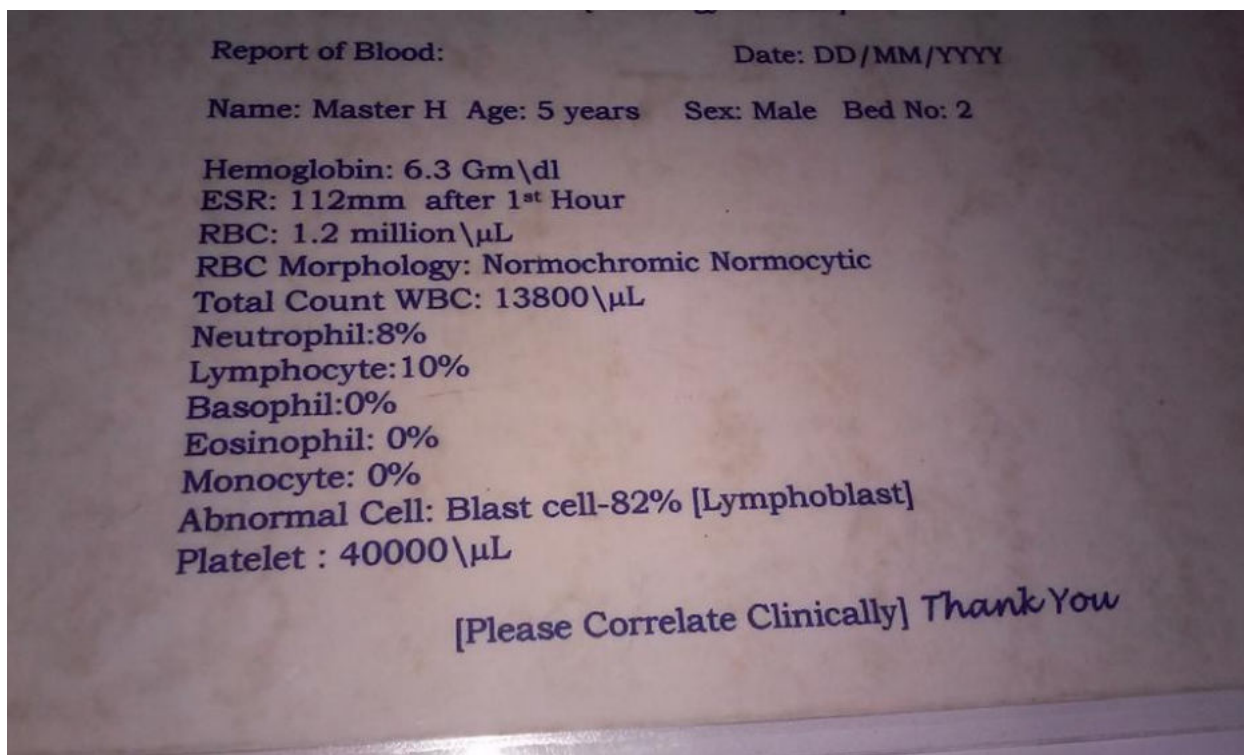 Report of Blood: Date: DD/MM/YYYY
Name: Master H Age: 5 years Sex: Male Bed No: 2
Hemoglobin: 6.3 Gm\dl
ESR: 112mm after 1st Hour
RBC: 1.2 million\μL
RBC Morphology: Normochromic Normocytic
Total Count WBC: 13800\μL
Neutrophil:8%
Lymphocyte:10%
Basophil:0%
Eosinophil: 0%
Monocyte: 0%
Abnormal Cell: Blast cell-82% [Lymphoblast]
Platelet : 40000\μL
[Please Correlate Clinically] Thank You